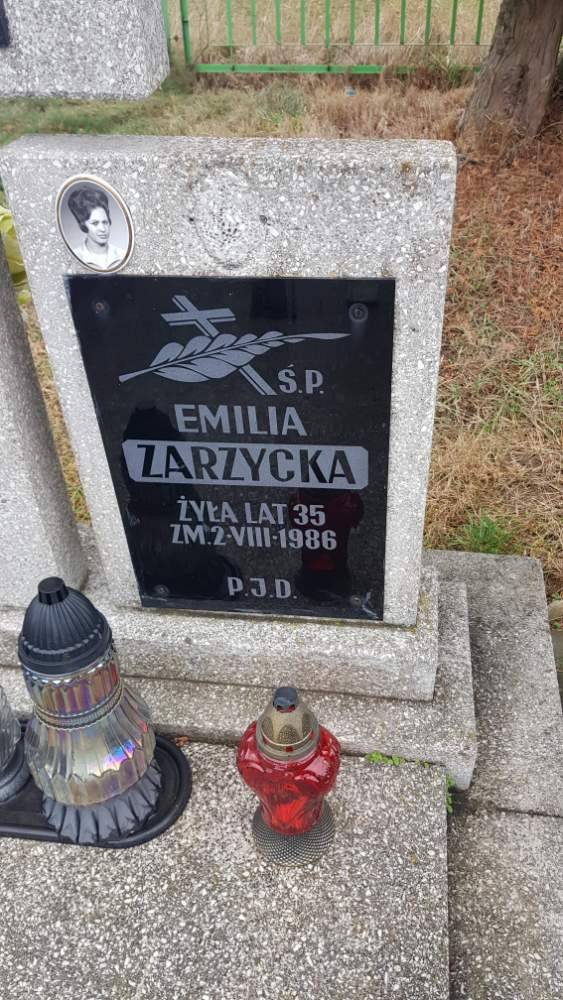 Ś.P.
EMILIA
ZARZYCKA
ŻYŁA LAT 35
ZM.2-VIII-1986
P.J.D.